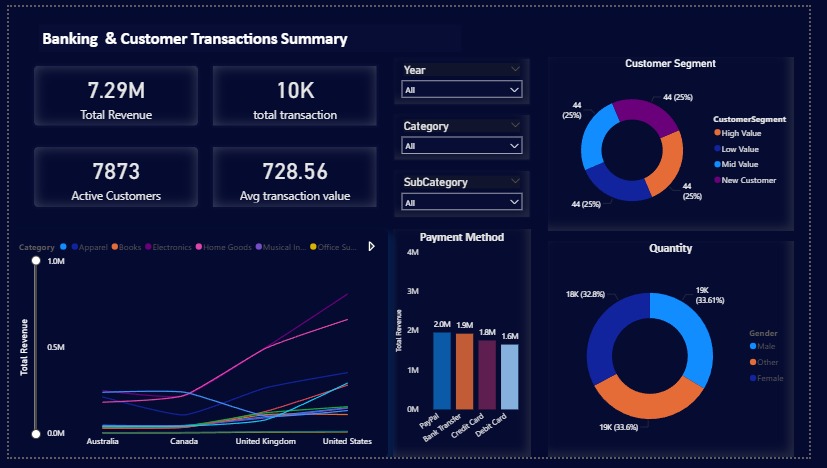 Banking & Customer Transactions Summary
7.29M
Total Revenue
10K
total transaction
7873
Active Customers
728.56
Avg transaction value
Year
All
Category
All
SubCategory
All
Customer Segment
44 (25%)
44
(25%)
44
(25%)
44 (25%)
CustomerSegment
High Value
Low Value
Mid Value
New Customer
Category
Apparel
Books
Electronics
Home Goods
Musical In...
Office Su...
Total Revenue
1.0M
0.5M
0.0M
Australia
Canada
United Kingdom
United States
Payment Method
Total Revenue
4M
3M
2M
1M
0M
2.0M
1.9M
1.8M
1.6M
PayPal
Bank Transfer
Credit Card
Debit Card
Quantity
18K (32.8%)
19K
(33.61%)
19K (33.6%)
Gender
Male
Other
Female